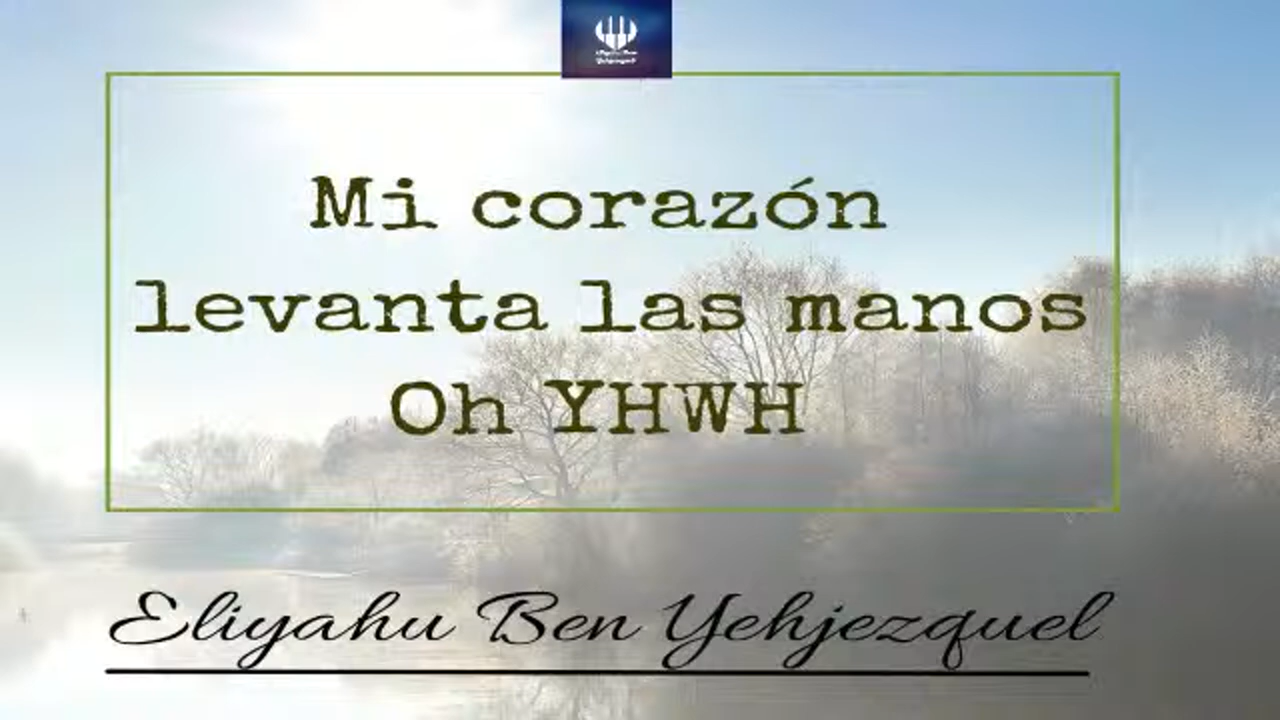 Mi corazón
levanta las manos
Oh YHWH
Eliyahu Ben Yehjezquel